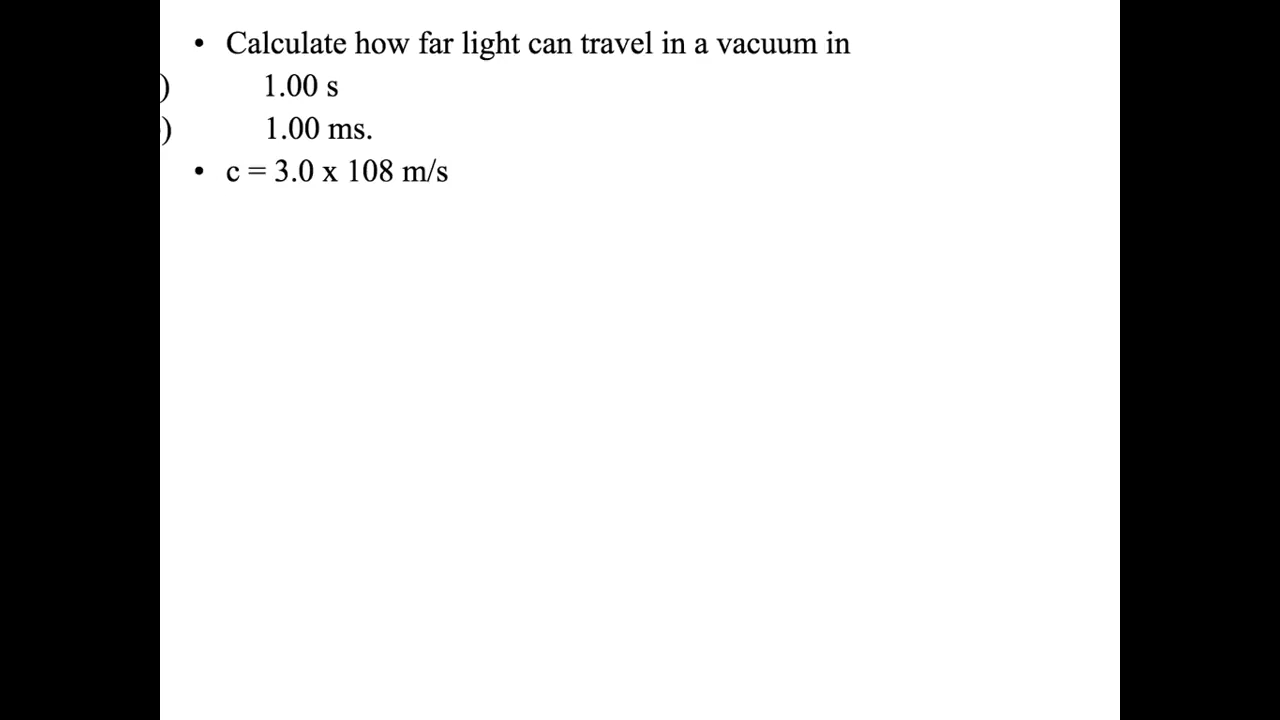 • Calculate how far light can travel in a vacuum in
) 1.00 s
) 1.00 ms.
• c = 3.0 x 108 m/s